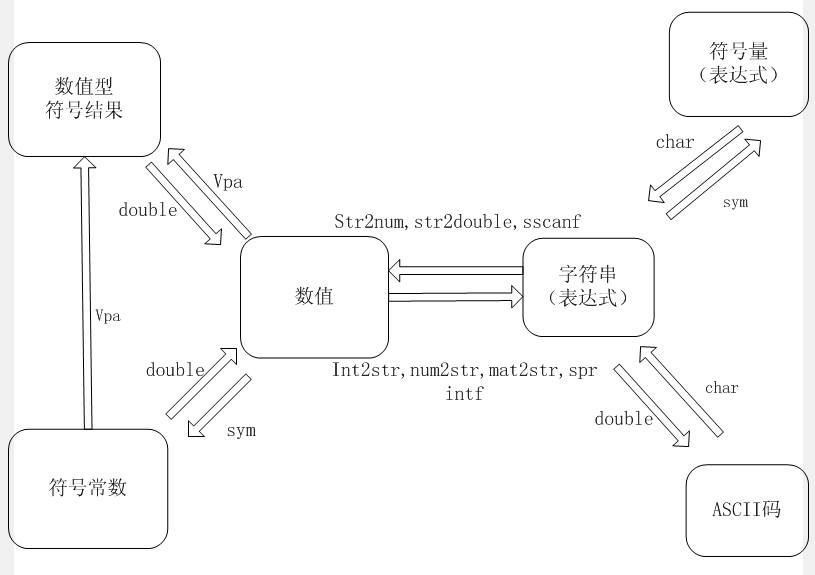 符号量
（表达式）
数值型
符号结果
char
sym
Vpa
double
Str2num,str2double,sscanf
字符串
（表达式）
数值
Vpa
double
Int2str,num2str,mat2str,spr
intf
char
double
sym
符号常数
ASCII码